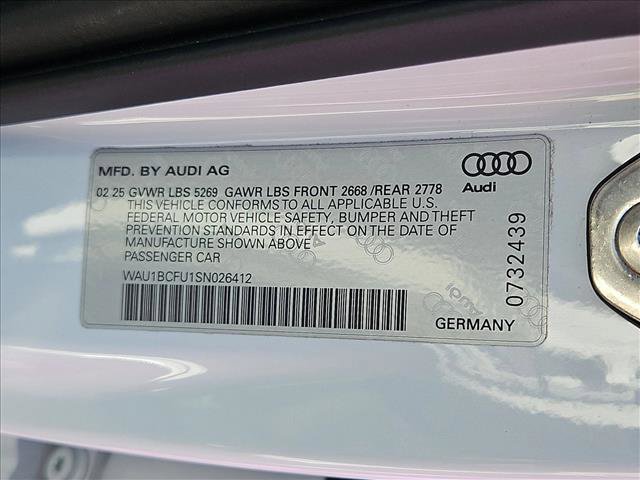 MFD. BY AUDI AG
Audi
02 25 GVWR LBS 5269 GAWR LBS FRONT 2668 /REAR 2778
THIS VEHICLE CONFORMS TO ALL APPLICABLE U.S.
FEDERAL MOTOR VEHICLE SAFETY, BUMPER AND THEFT
PREVENTION STANDARDS IN EFFECT ON THE DATE OF
MANUFACTURE SHOWN ABOVE
PASSENGER CAR
WAU1BCFU1SN026412
0732439
GERMANY